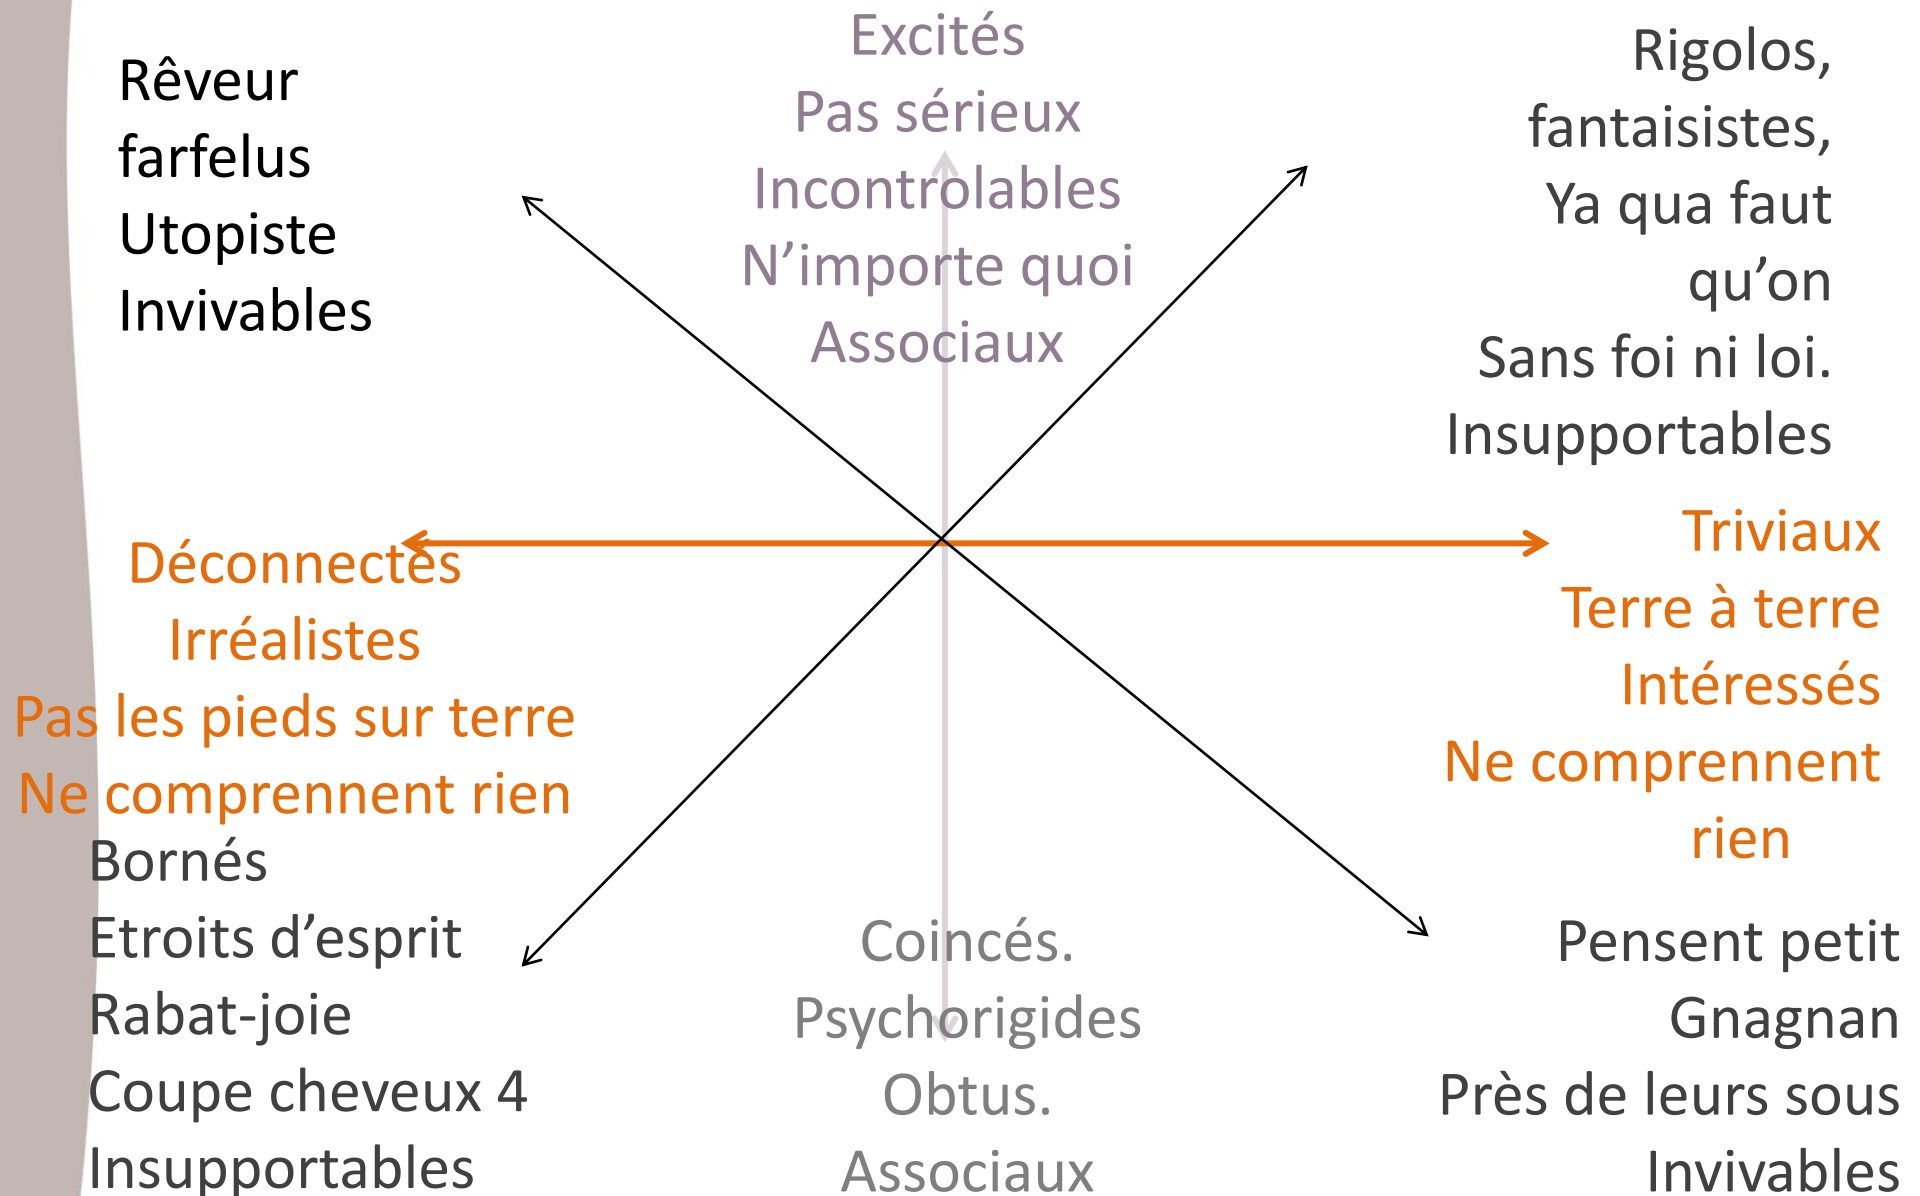 Rêveur
farfelus
Utopiste
Invivables
Excités
Pas sérieux
Incontrolables
N’importe quoi
Associaux
Rigolos,
fantaisistes,
Ya qua faut
qu’on
Sans foi ni loi.
Insupportables
Déconnectés
Irréalistes
Pas les pieds sur terre
Ne comprennent rien
Triviaux
Terre à terre
Intéressés
Ne comprennent
rien
Bornés
Etroits d’esprit
Rabat-joie
Coupe cheveux 4
Insupportables
Coincés.
Psychorigides
Obtus.
Associaux
Pensent petit
Gnagnan
Près de leurs sous
Invivables